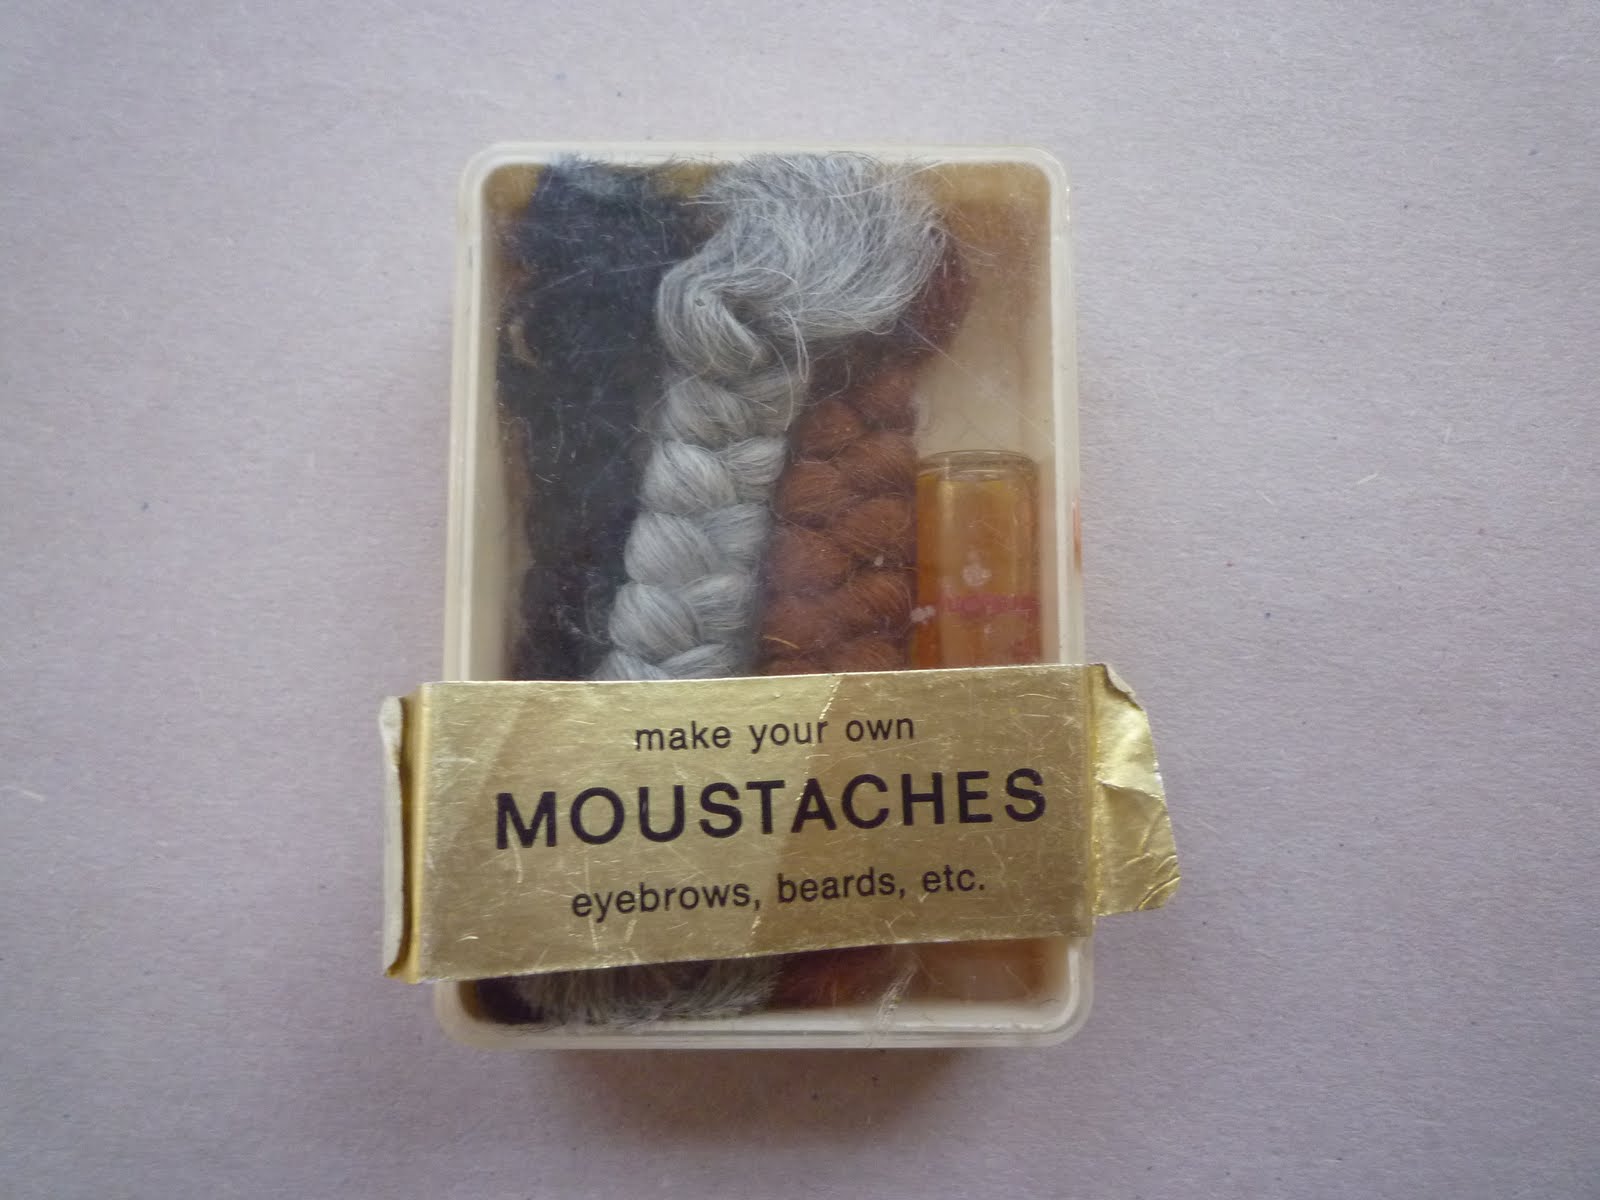 make your own
MOUSTACHES
eyebrows, beards, etc.